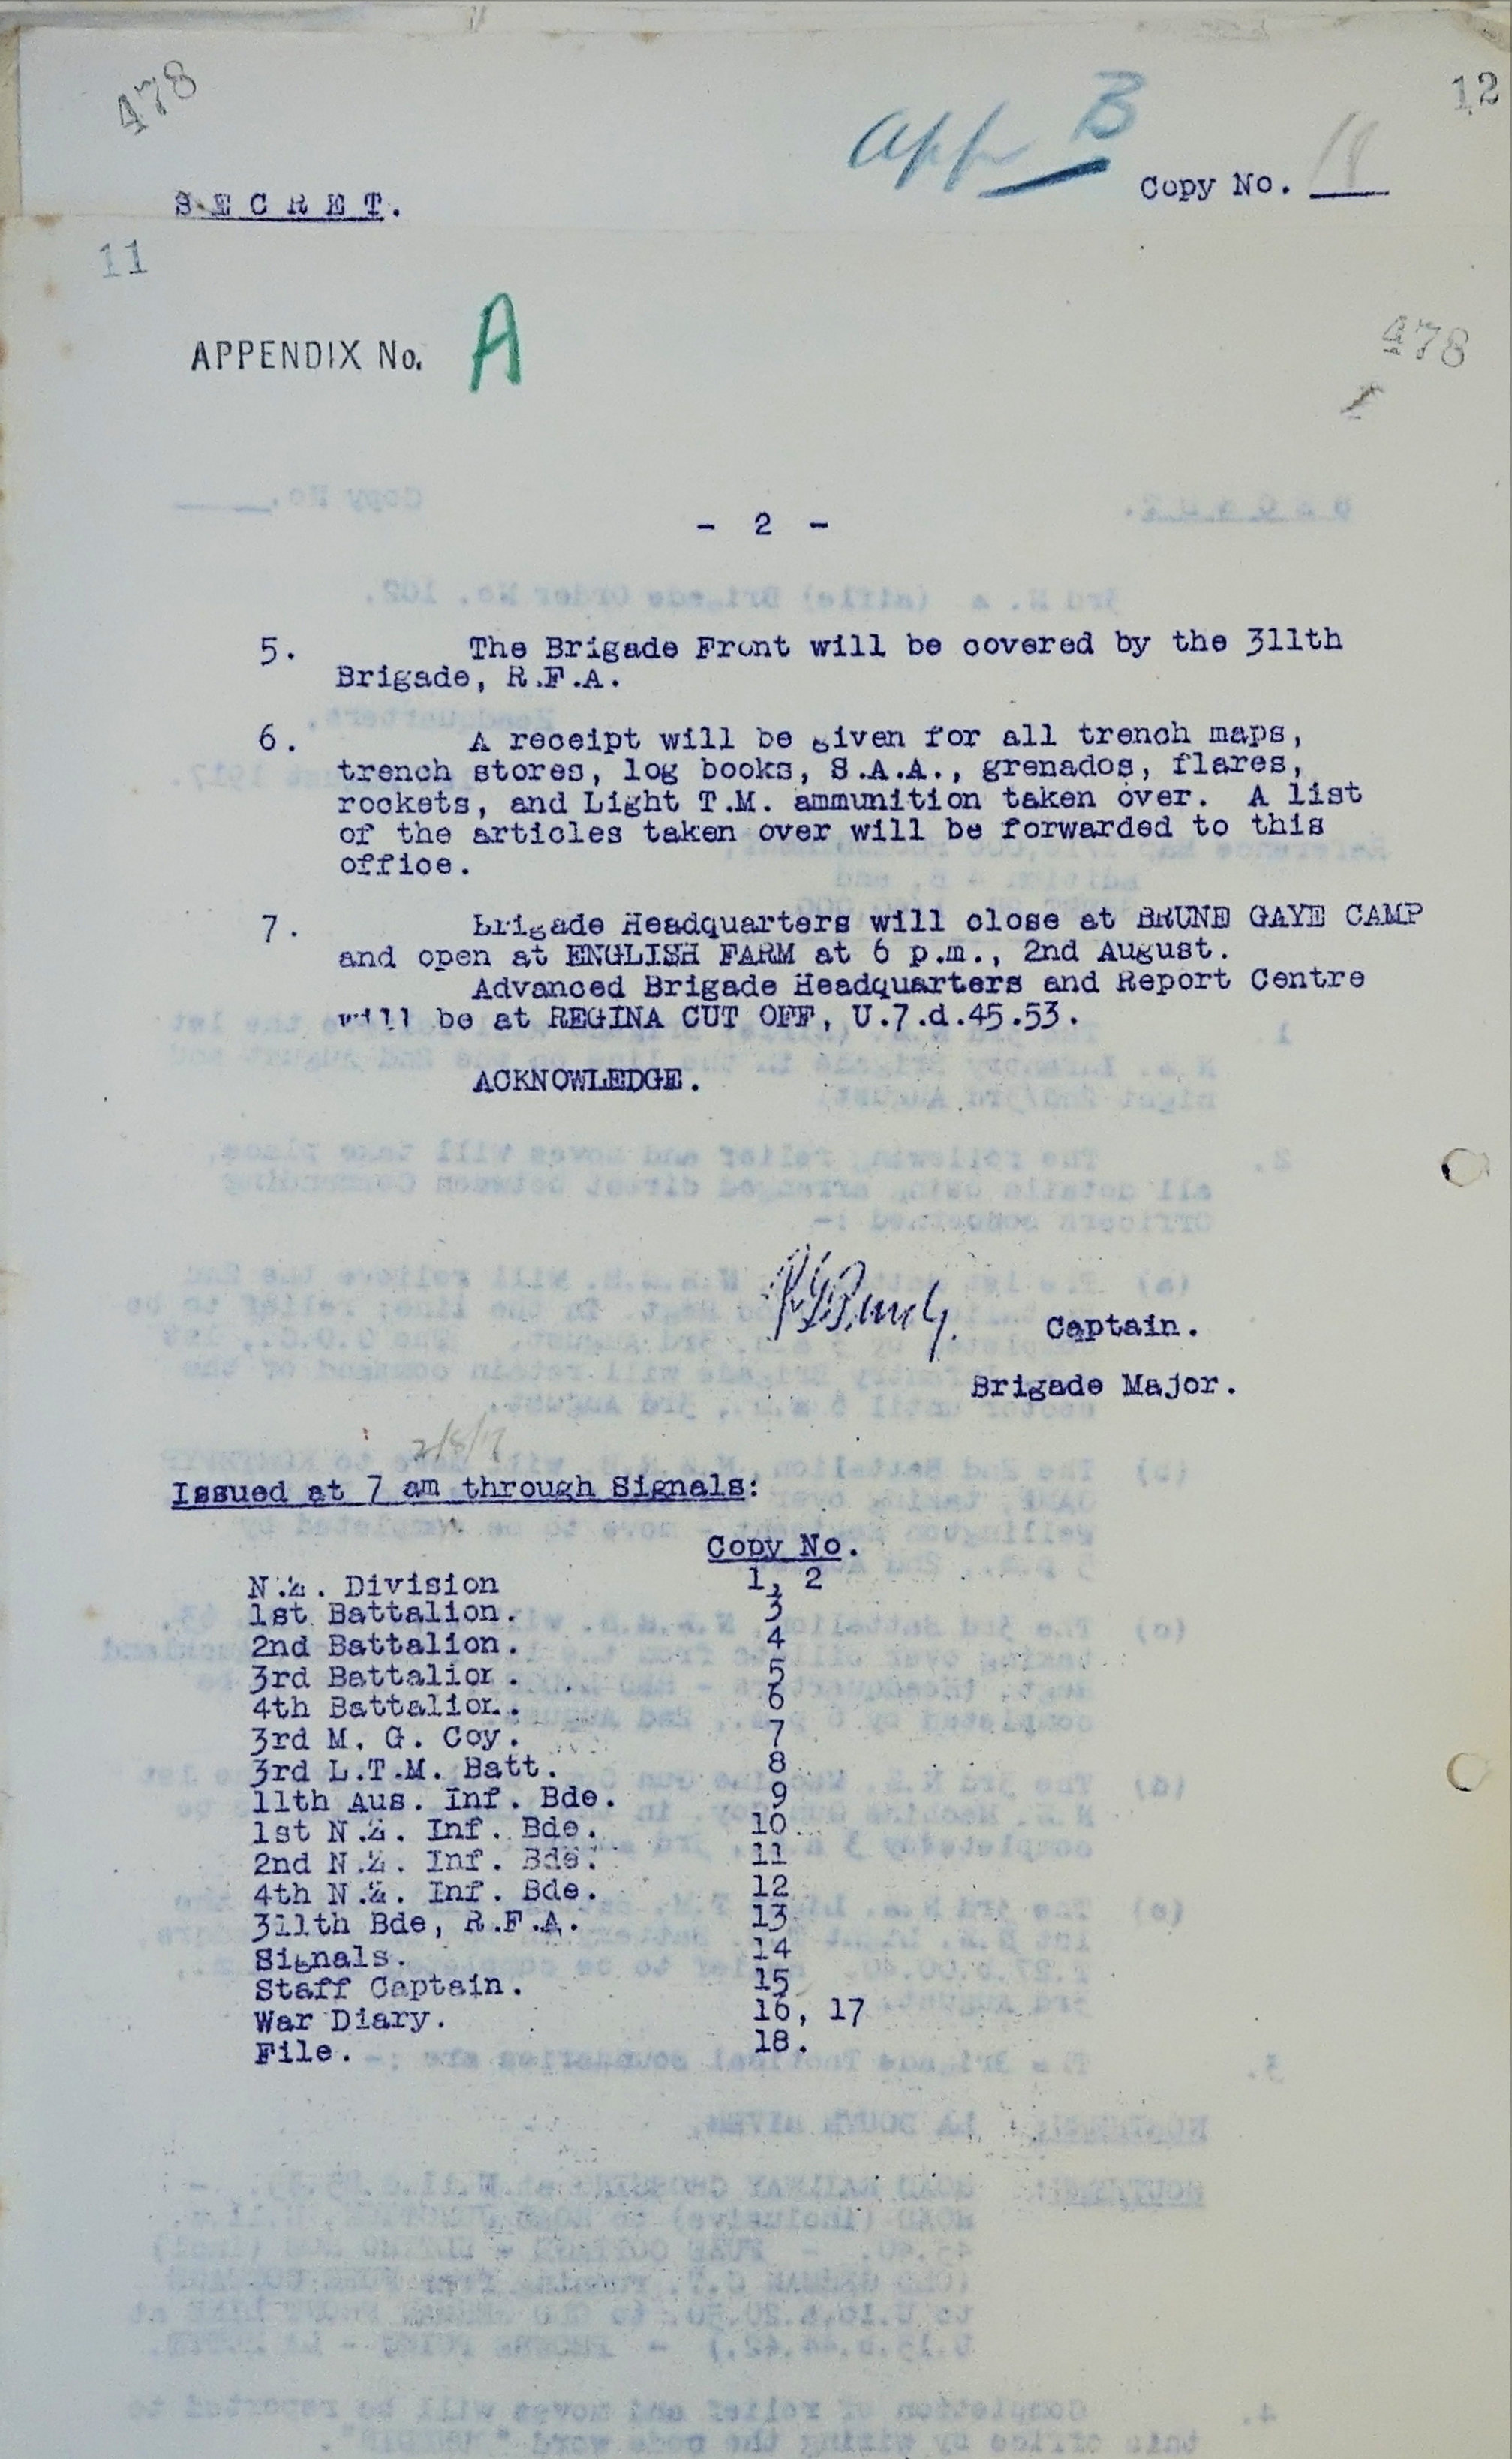 478
12
App B
Copy No. 18
S E C R E T.
11
APPENDIX No. A
478
- 2 -
5. The Brigade Front will be covered by the 311th
Brigade, R.F.A.
6. A receipt will be given for all trench maps,
trench stores, log books, S.A.A., grenados, flares,
rockets, and Light T.M. ammunition taken over. A list
of the articles taken over will be forwarded to this
office.
7. Brigade Headquarters will close at BRUNE GAYE CAMP
and open at ENGLISH FARM at 6 p.m., 2nd August.
Advanced Brigade Headquarters and Report Centre
will be at REGINA CUT OFF, U.7.d.45.53.
ACKNOWLEDGE.
Captain.
Brigade Major.
2/8/17
Issued at 7 am through Signals:
Copy No.
N.Z. Division 1, 2
1st Battalion. 3
2nd Battalion. 4
3rd Battalion. 5
4th Battalion. 6
3rd M. G. Coy. 7
3rd L.T.M. Batt. 8
11th Aus. Inf. Bde. 9
1st N.Z. Inf. Bde. 10
2nd N.Z. Inf. Bde. 11
4th N.Z. Inf. Bde. 12
311th Bde, R.F.A. 13
Signals. 14
Staff Captain. 15
War Diary. 16, 17
File. 18.